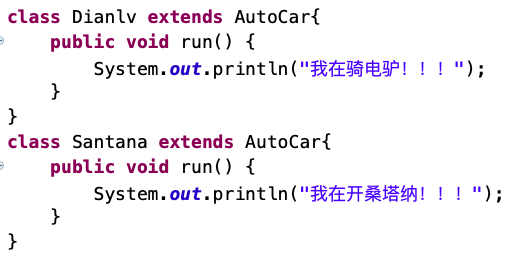 class Dianlv extends AutoCar{
    public void run() {
        System.out.println("我在骑电驴！！！");
    }
}
class Santana extends AutoCar{
    public void run() {
        System.out.println("我在开桑塔纳！！！");
    }
}